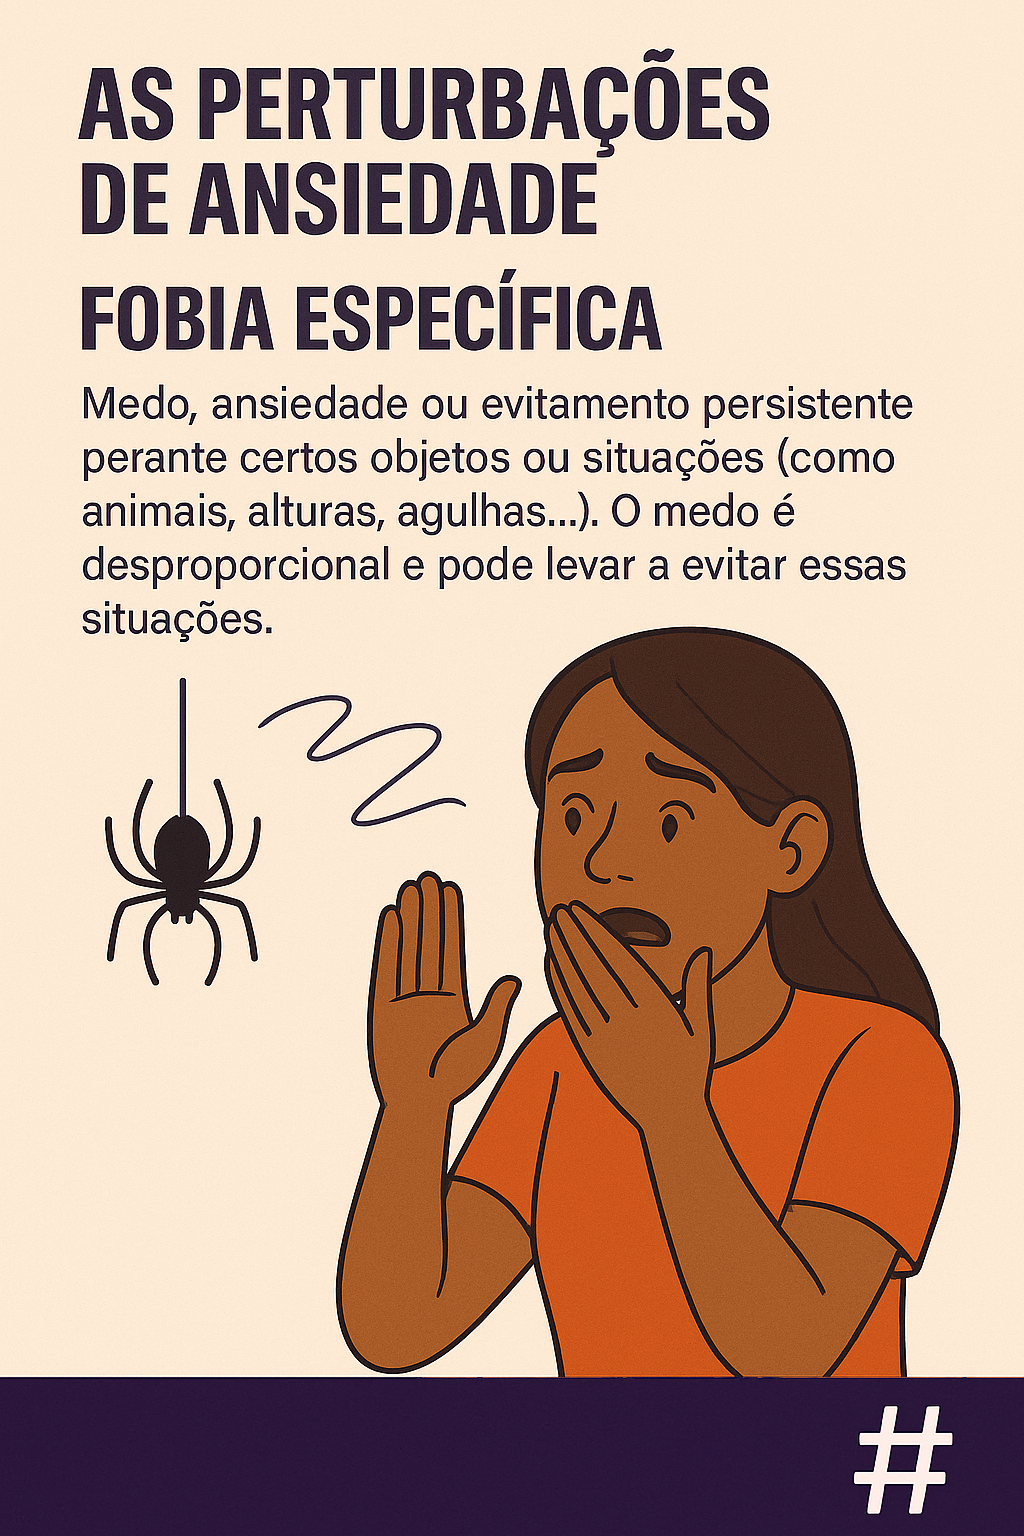 AS PERTURBAÇÕES
DE ANSIEDADE
FOBIA ESPECÍFICA
Medo, ansiedade ou evitamento persistente
perante certos objetos ou situações (como
animais, alturas, agulhas...). O medo é
desproporcional e pode levar a evitar essas
situações.
#